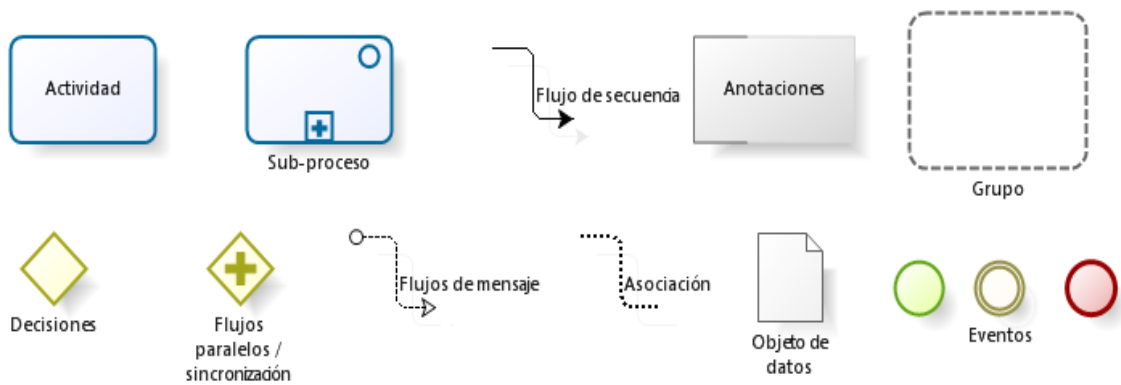 Actividad
Sub-proceso
Flujo de secuencia
Anotaciones
Grupo
Decisiones
Flujos
paralelos /
sincronización
Flujos de mensaje
Asociación
Objeto de
datos
Eventos